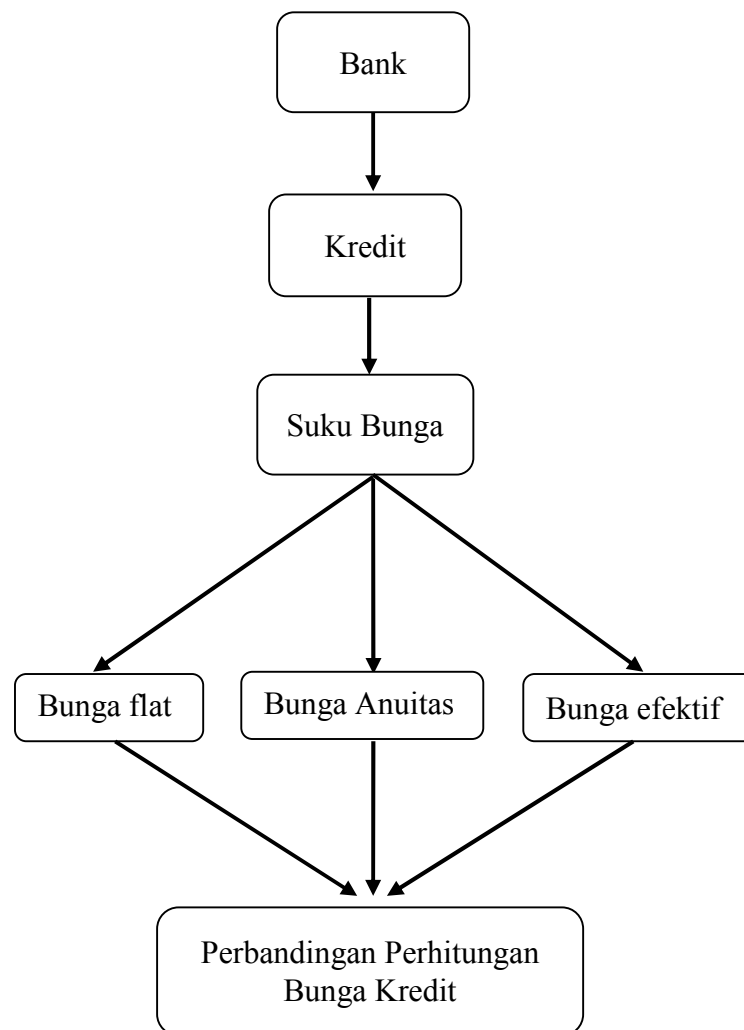 Bank
Kredit
Suku Bunga
Bunga flat
Bunga Anuitas
Bunga efektif
Perbandingan Perhitungan
Bunga Kredit